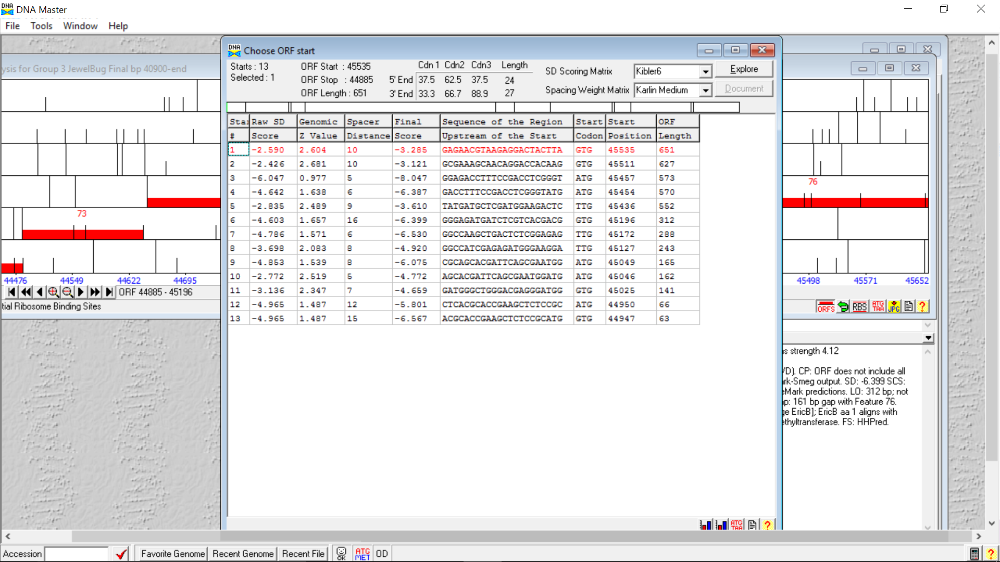 DNA Master
File Tools Window Help
ysis for Group 3 JewelBug Final bp 40900-end
73
44476 44549 44622 44695
ORF 44885 - 45196
tial Ribosome Binding Sites
DNA Choose ORF start
Starts : 13
Selected : 1
ORF Start : 45535
ORF Stop : 44885
ORF Length : 651
Cdn 1 Cdn2 Cdn3 Length
5' End 37.5 62.5 37.5 24
3' End 33.3 66.7 88.9 27
SD Scoring Matrix Kibler6 Explore
Spacing Weight Matrix Karlin Medium Document
Star Raw SD Genomic Spacer Final Sequence of the Region Start Start ORF
# Score Z Value Distance Score Upstream of the Start Codon Position Length
1 -2.590 2.604 10 -3.285 GAGAACGTAAGAGGACTACTTA GTG 45535 651
2 -2.426 2.681 10 -3.121 GCGAAAGCAACAGGACCACAAG GTG 45511 627
3 -6.047 0.977 5 -8.047 GGAGACCTTTCCGACCTCGGGT ATG 45457 573
4 -4.642 1.638 6 -6.387 GACCTTTCCGACCTCGGGTATG ATG 45454 570
5 -2.835 2.489 9 -3.610 TATGATGCTCGATGGAAGACTC TTG 45436 552
6 -4.603 1.657 16 -6.399 GGGAGATGATCTCGTCACGACG GTG 45196 312
7 -4.786 1.571 6 -6.530 GGCCAAGCTGACTCTCGGAGAG TTG 45172 288
8 -3.698 2.083 8 -4.920 GGCCATCGAGAGATGGGAAGGA TTG 45127 243
9 -4.853 1.539 8 -6.075 CGCAGCACGATTCAGCGAATGG ATG 45049 165
10 -2.772 2.519 5 -4.772 AGCACGATTCAGCGAATGGATG ATG 45046 162
11 -3.136 2.347 7 -4.659 GATGGGCTGGGACGAGGGATGG GTG 45025 141
12 -4.965 1.487 12 -5.801 CTCACGCACCGAAGCTCTCCGC ATG 44950 66
13 -4.965 1.487 15 -6.567 ACGCACCGAAGCTCTCCGCATG GTG 44947 63
ATG TAA ?
76
45498 45571 45652
ORFS RBS ATG TAA JPG ?
s strength 4.12
VD). CP: ORF does not include all
rk-Smeg output. SD: -6.399 SCS:
eMark predictions. LO: 312 bp; not
p: 161 bp gap with Feature 76.
ge EricB]; EricB aa 1 aligns with
ethyltransferase. FS: HHPred.
Accession Favorite Genome Recent Genome Recent File OK ATG MET OD ?